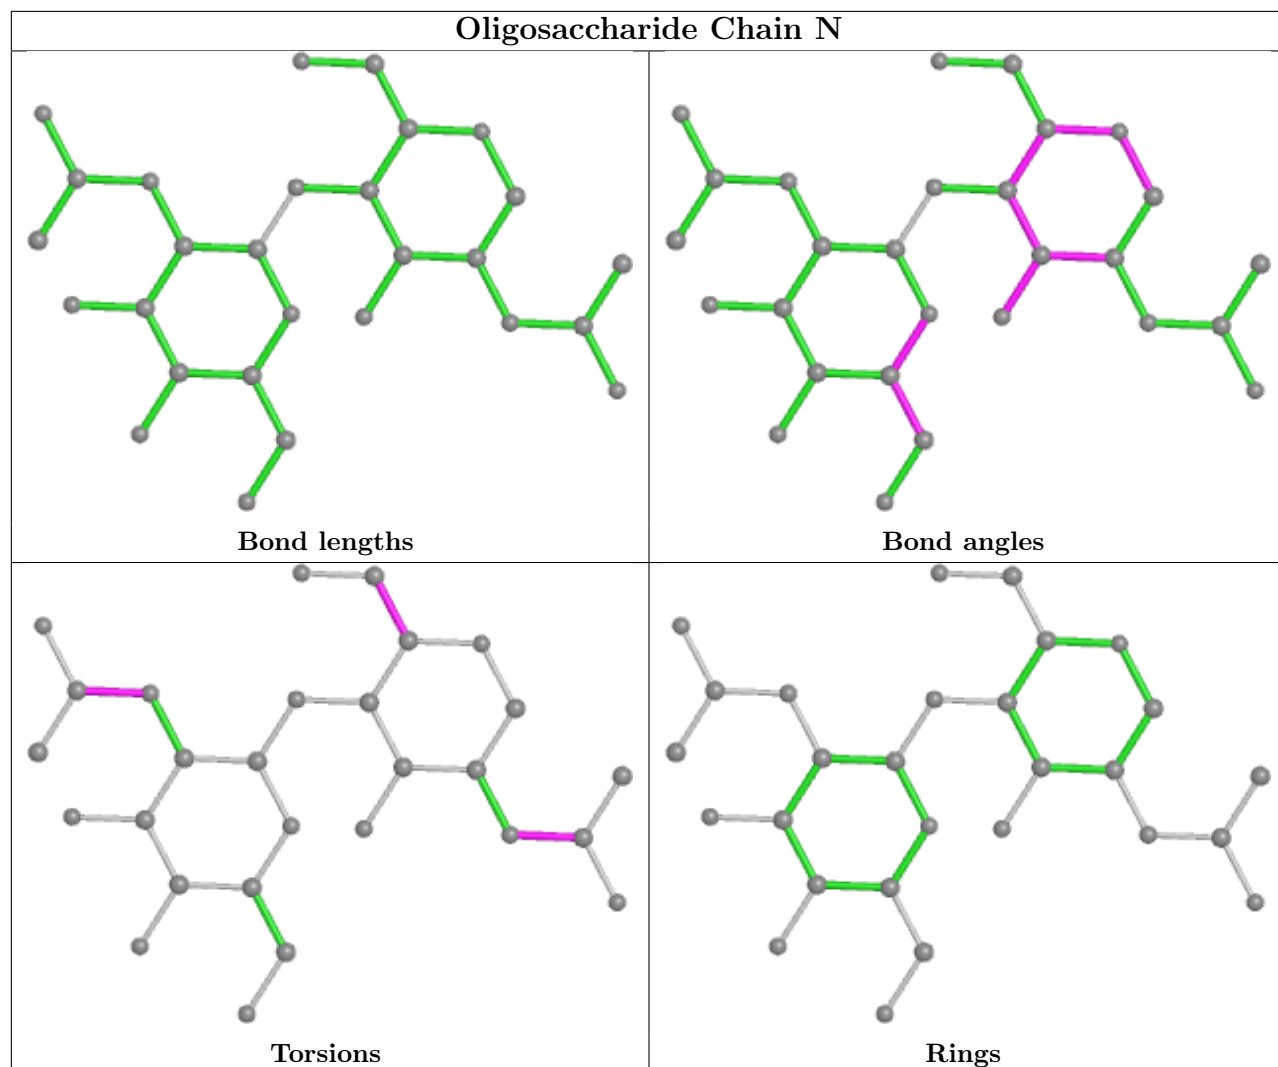 Oligosaccharide Chain N
Bond lengths
Bond angles
Torsions
Rings